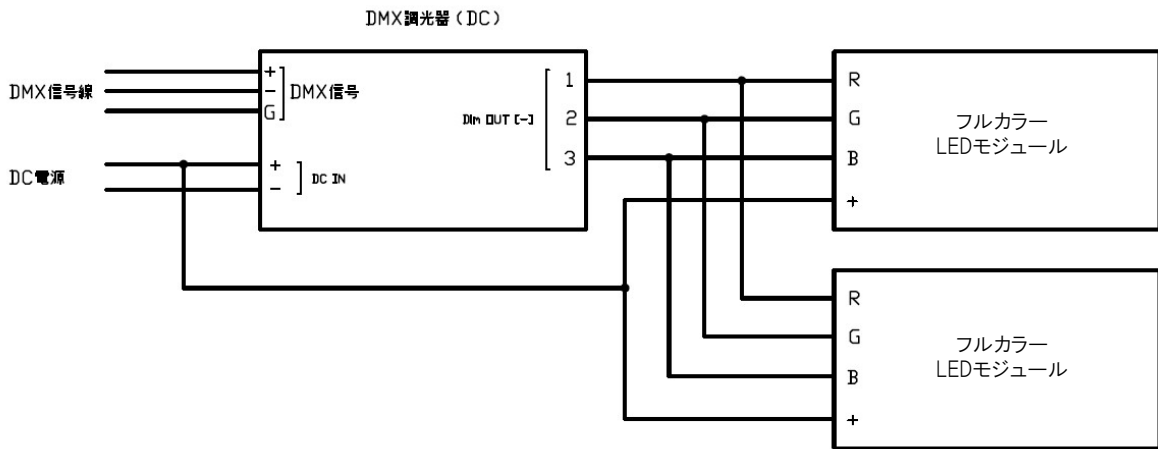 DMX調光器(DC)
DMX信号線
+
-
G
DMX信号
DC電源
+
-
DC IN
Dim OUT [-]
1
2
3
R
G
B
+
フルカラー
LEDモジュール
R
G
B
+
フルカラー
LEDモジュール